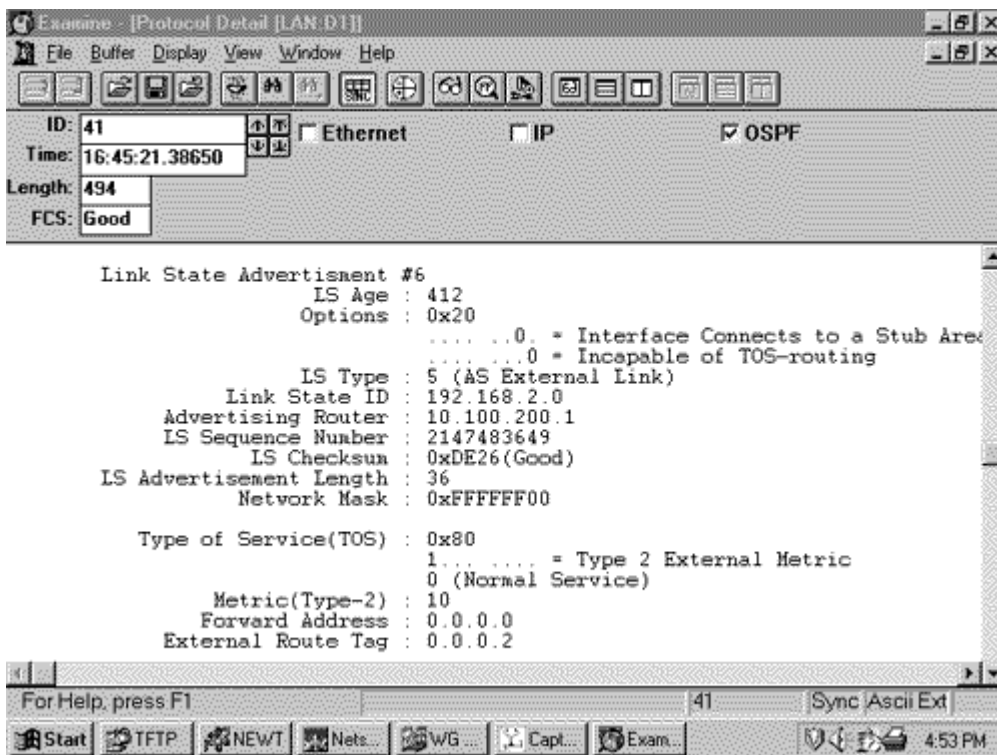 Examine - [Protocol Detail [LAN:D1]]
File Buffer Display View Window Help
SYNC
ID: 41
Ethernet IP OSPF
Time: 16:45:21.38650
Length: 494
FCS: Good
Link State Advertisment #6
LS Age : 412
Options : 0x20
.... ..0. = Interface Connects to a Stub Area
.... ...0 = Incapable of TOS-routing
LS Type : 5 (AS External Link)
Link State ID : 192.168.2.0
Advertising Router : 10.100.200.1
LS Sequence Number : 2147483649
LS Checksum : 0xDE26(Good)
LS Advertisement Length : 36
Network Mask : 0xFFFFFF00
Type of Service(TOS) : 0x80
1... .... = Type 2 External Metric
0 (Normal Service)
Metric(Type-2) : 10
Forward Address : 0.0.0.0
External Route Tag : 0.0.0.2
For Help, press F1 41 Sync Ascii Ext
Start TFTP NEWT Nets... WG ... Capt... Exam... 4:53 PM